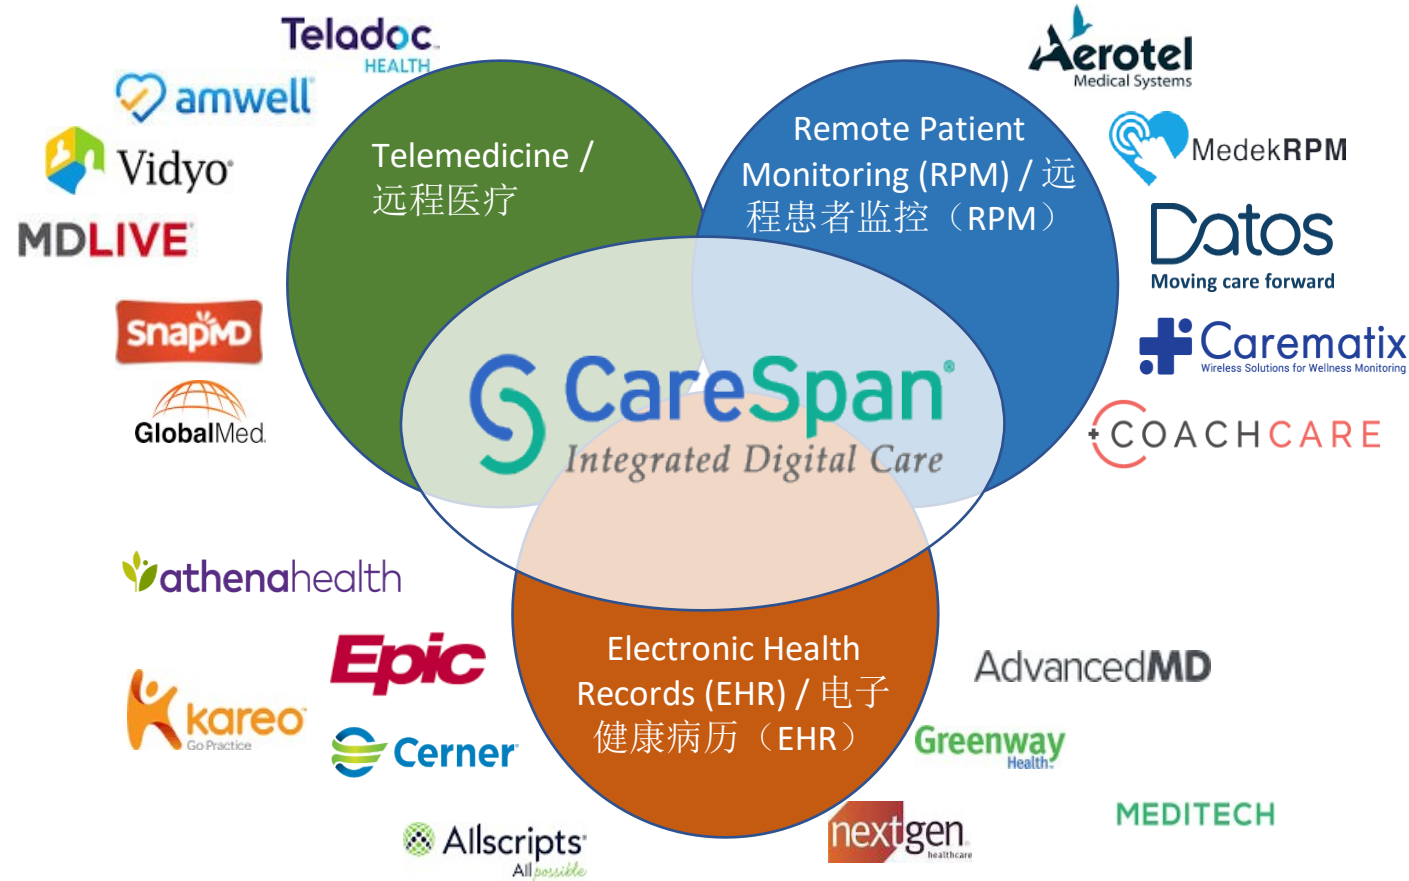 Teladoc
HEALTH
amwell
Vidyo
MDLIVE
SnapMD
GlobalMed
Telemedicine /
远程医疗
Remote Patient
Monitoring (RPM) / 远
程患者监控（RPM）
Aerotel
Medical Systems
MedekRPM
Datos
Moving care forward
Carematix
Wireless Solutions for Wellness Monitoring
COACHCARE
CareSpan®
Integrated Digital Care
athenahealth
Epic
kareo
Go Practice
Cerner
Allscripts
All possible
Electronic Health
Records (EHR) / 电子
健康病历（EHR）
AdvancedMD
Greenway
Health
nextgen
healthcare
MEDITECH